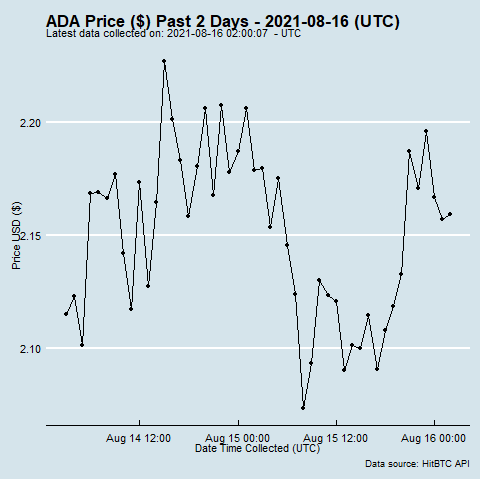 ADA Price ($) Past 2 Days - 2021-08-16 (UTC)
Latest data collected on: 2021-08-16 02:00:07 - UTC
2.20
2.15
2.10
Price USD ($)
Aug 14 12:00
Aug 15 00:00
Aug 15 12:00
Aug 16 00:00
Date Time Collected (UTC)
Data source: HitBTC API